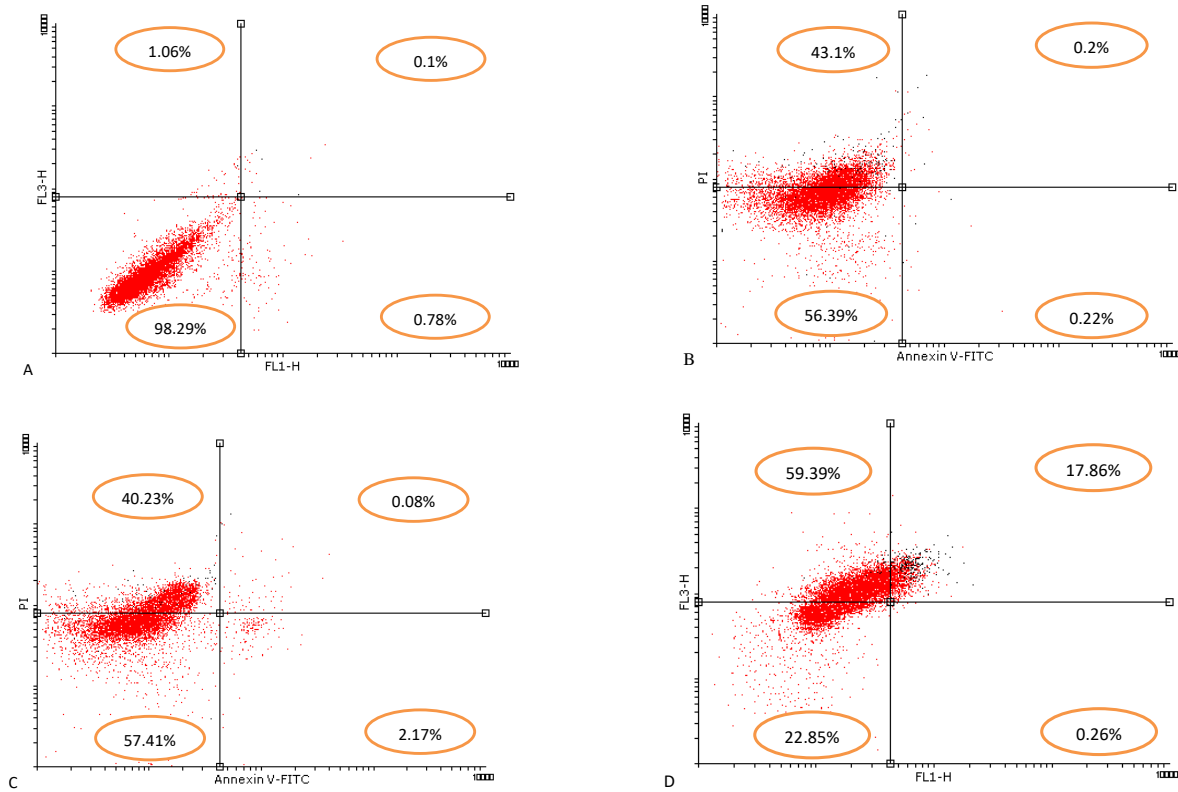 1.06%
0.1%
FL3-H
98.29%
0.78%
FL1-H
A
43.1%
0.2%
PI
56.39%
0.22%
Annexin V-FITC
B
40.23%
0.08%
PI
57.41%
2.17%
Annexin V-FITC
C
59.39%
17.86%
FL3-H
22.85%
0.26%
FL1-H
D